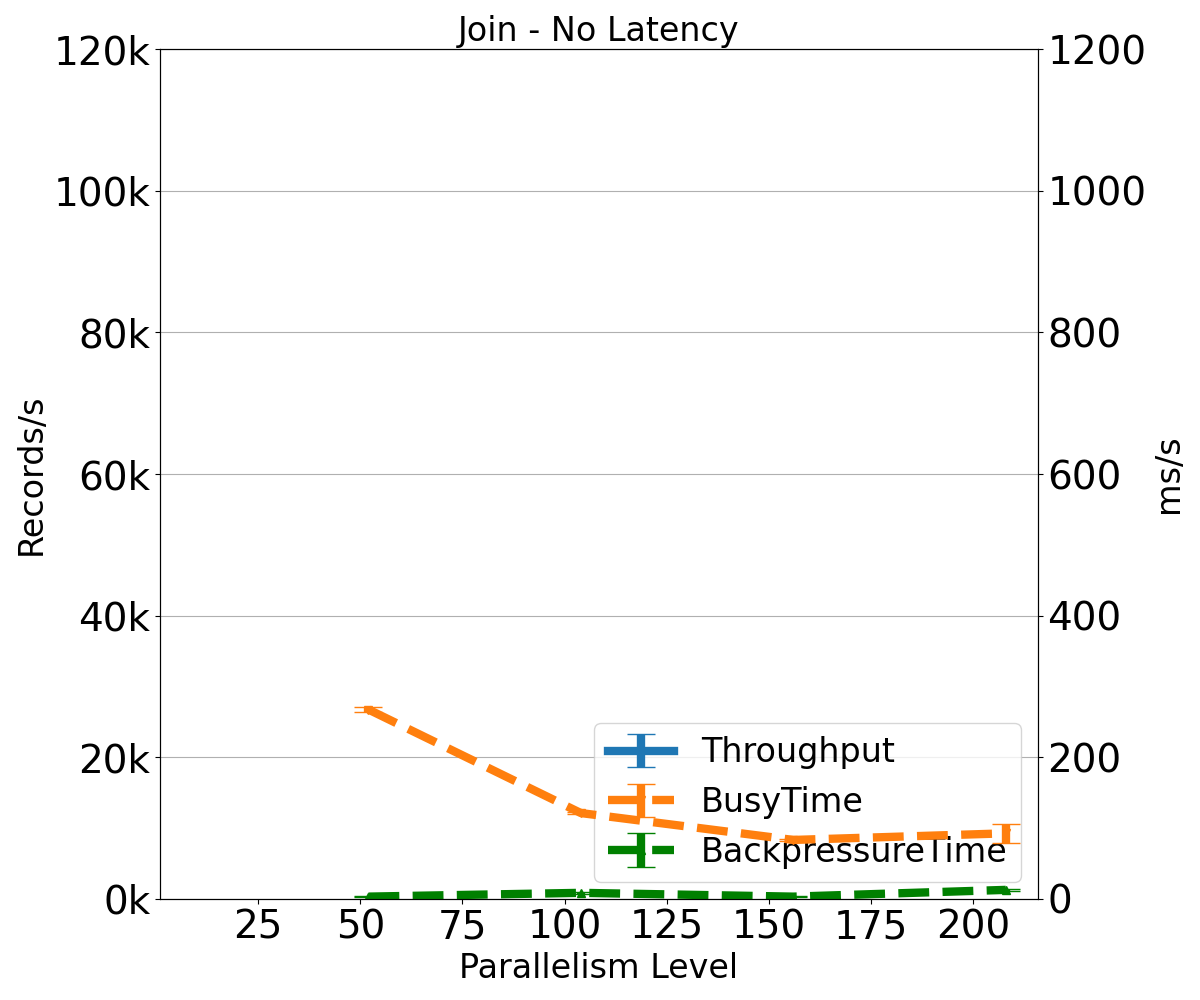 Join - No Latency
120k
100k
80k
60k
40k
20k
0k
Records/s
1200
1000
800
600
400
200
0
ms/s
Throughput
BusyTime
BackpressureTime
25 50 75 100 125 150 175 200
Parallelism Level